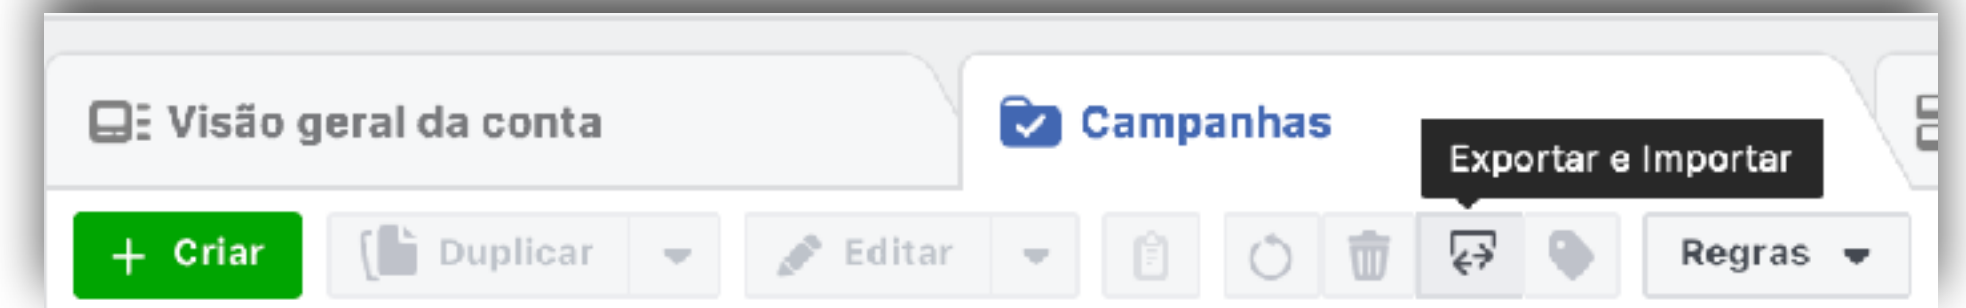 Visão geral da conta
Campanhas
Exportar e Importar
+ Criar
Duplicar
Editar
Regras